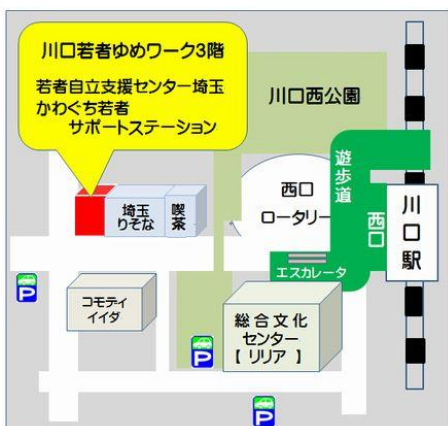 川口若者ゆめワーク3階
若者自立支援センター埼玉
かわぐち若者
サポートステーション
川口西公園
遊歩道
西口
ロータリー
西口
川口駅
埼玉
りそな
喫茶
エスカレータ
コモディ
イイダ
総合文化
センター
【リリア】
P
P
P